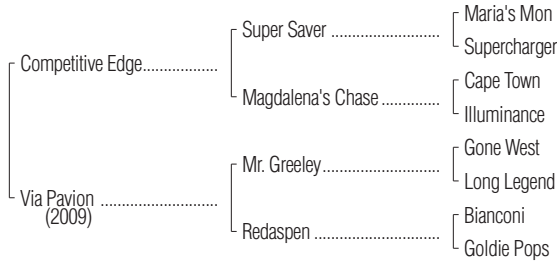 Maria's Mon
Super Saver ........................
Supercharger
Competitive Edge.................
Cape Town
Magdalena's Chase .............
Illuminance
Gone West
Mr. Greeley..........................
Long Legend
Via Pavion ..........................
(2009)
Bianconi
Redaspen ............................
Goldie Pops